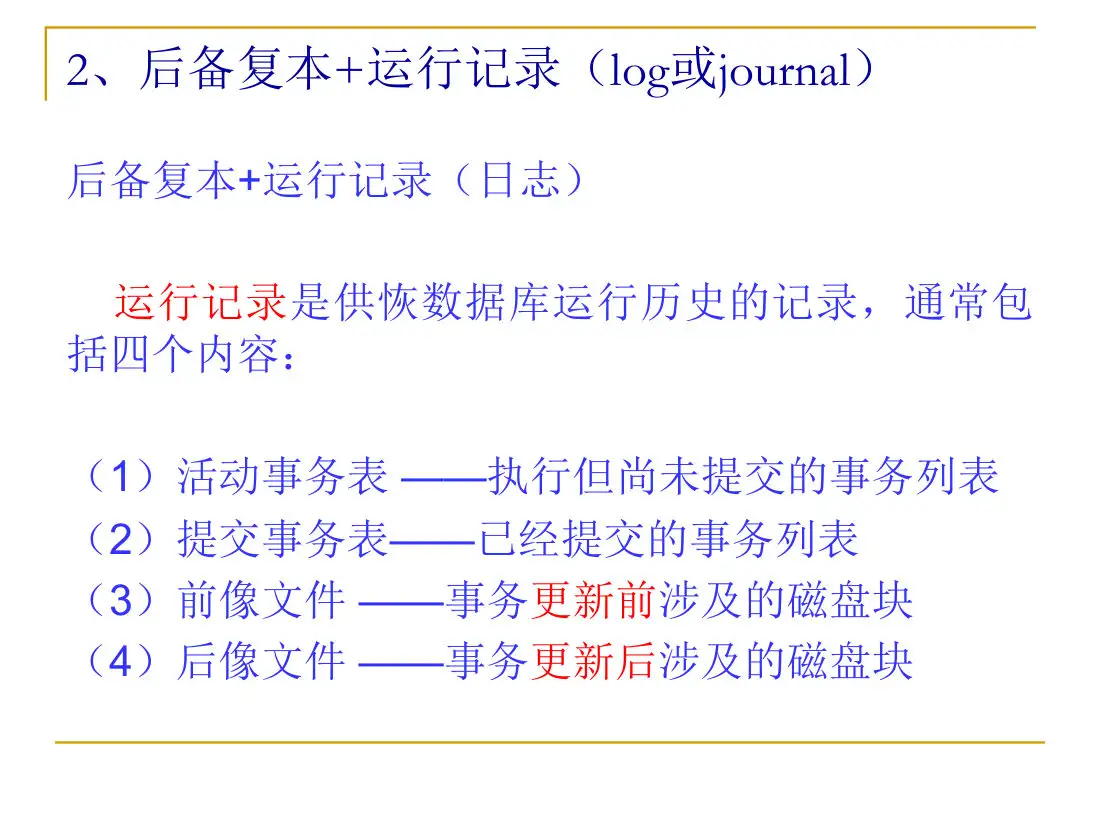 2、后备复本+运行记录（log或journal）
后备复本+运行记录（日志）
运行记录是供恢数据库运行历史的记录，通常包
括四个内容：
（1）活动事务表 ——执行但尚未提交的事务列表
（2）提交事务表——已经提交的事务列表
（3）前像文件 ——事务更新前涉及的磁盘块
（4）后像文件 ——事务更新后涉及的磁盘块